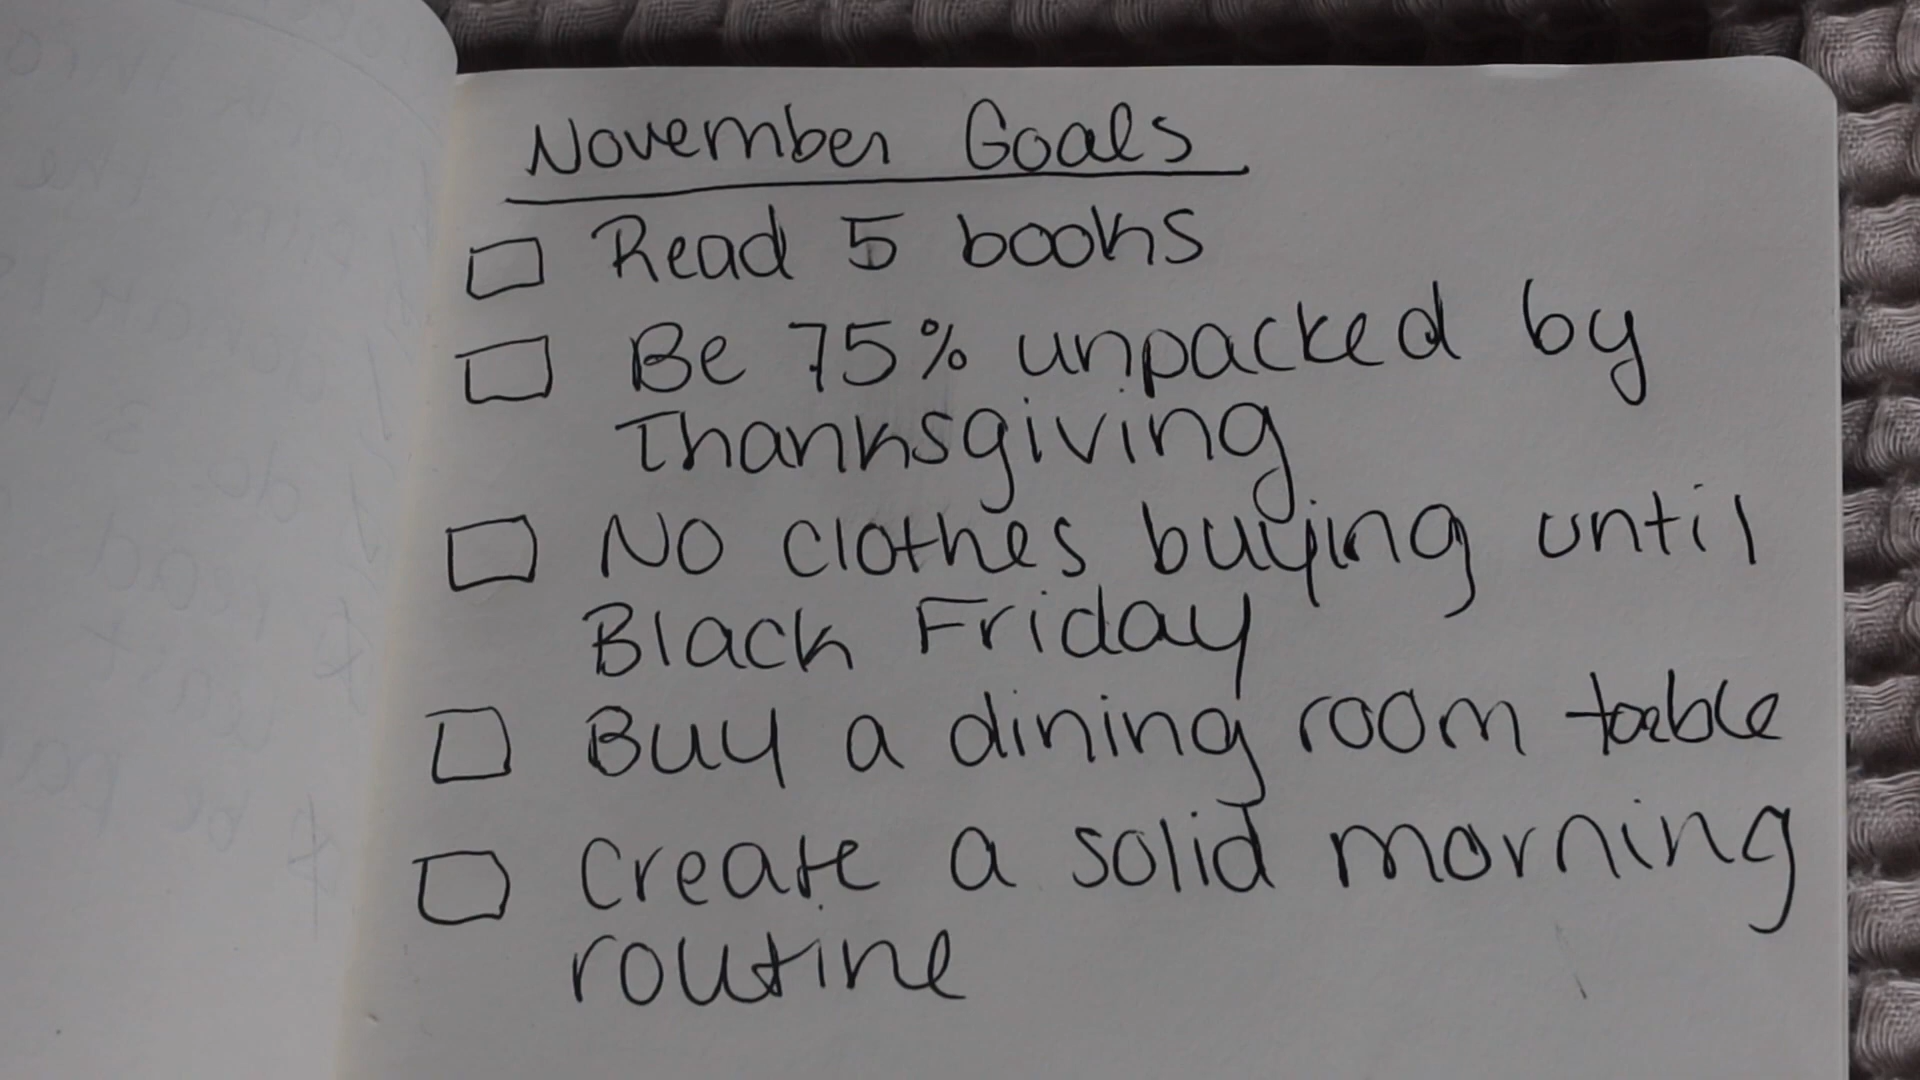 November Goals
Read 5 books
Be 75% unpacked by
Thanksgiving
No clothes buying until
Black Friday
Buy a dining room table
Create a solid morning
routine